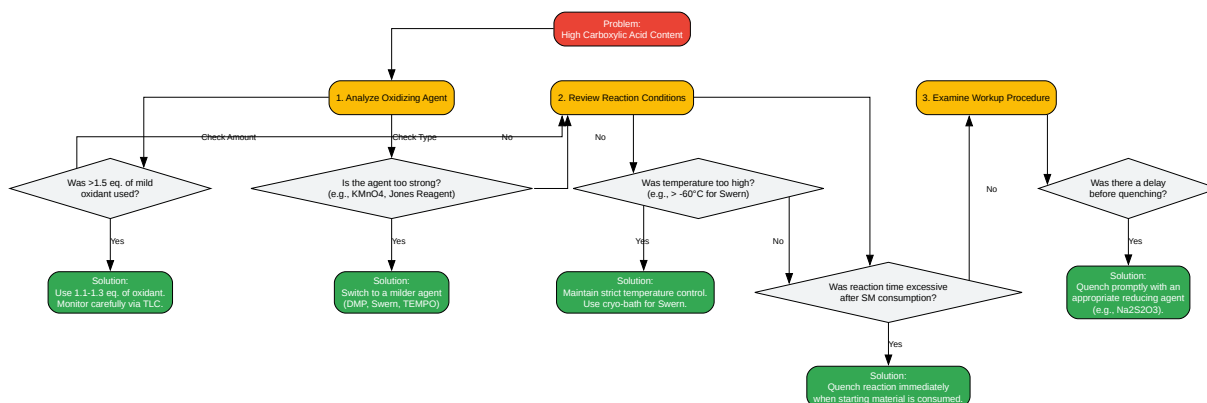 Problem:
High Carboxylic Acid Content
1. Analyze Oxidizing Agent
2. Review Reaction Conditions
3. Examine Workup Procedure
Check Amount
Check Type
No
No
Was >1.5 eq. of mild
oxidant used?
Is the agent too strong?
(e.g., KMnO4, Jones Reagent)
Was temperature too high?
(e.g., > -60°C for Swern)
No
Was there a delay
before quenching?
Yes
Yes
Yes
No
Yes
Solution:
Use 1.1-1.3 eq. of oxidant.
Monitor carefully via TLC.
Solution:
Switch to a milder agent
(DMP, Swern, TEMPO)
Solution:
Maintain strict temperature control.
Use cryo-bath for Swern.
Was reaction time excessive
after SM consumption?
Solution:
Quench promptly with an
appropriate reducing agent
(e.g., Na2S2O3).
Yes
Solution:
Quench reaction immediately
when starting material is consumed.